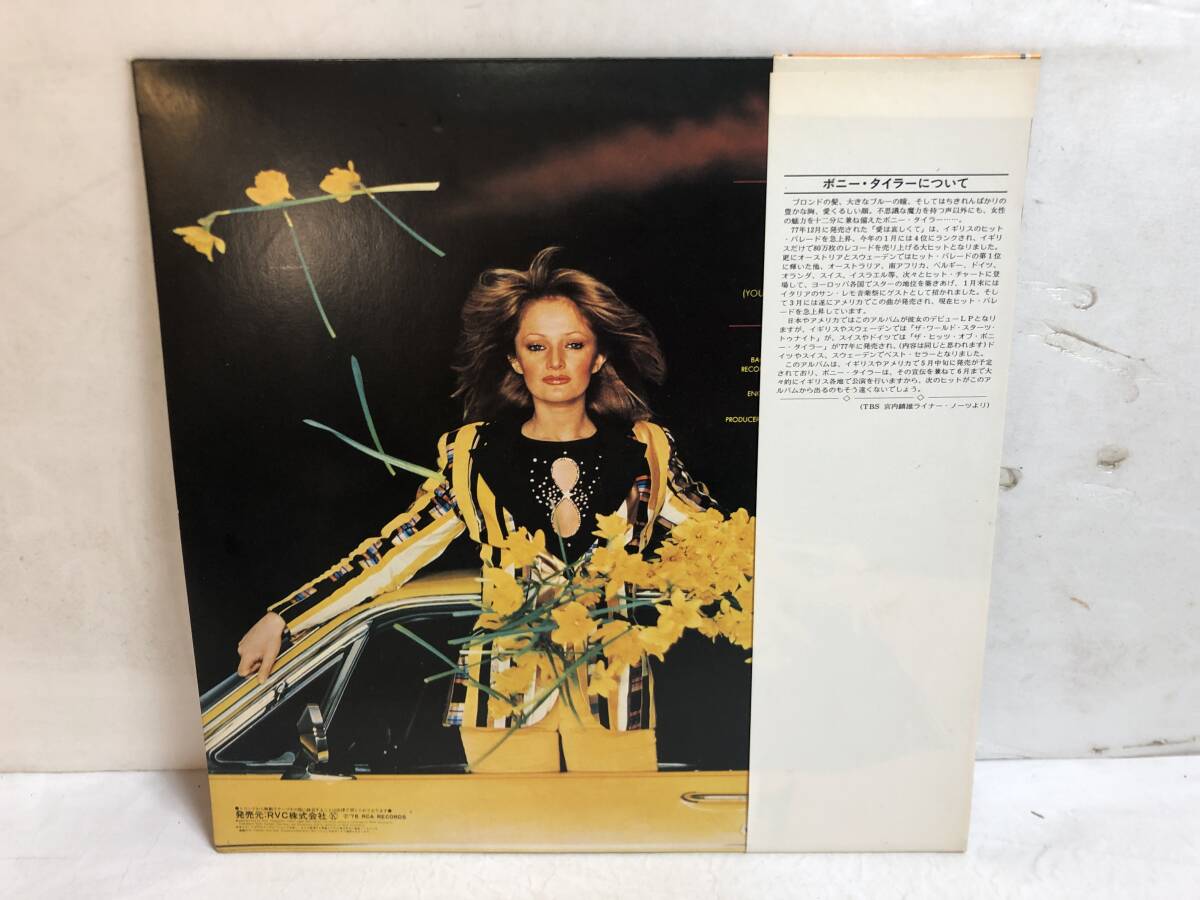 ボニー・タイラーについて
ブロンドの髪、大きなブルーの瞳、そしてはちきれんばかりの
豊かな胸、愛くるしい顔。不思議な魔力を持つ声以外にも、女性
の魅力を十二分に兼ね備えたボニー・タイラー……。
77年12月に発売された「愛は哀しくて」は、イギリスのヒット
・パレードを急上昇、今年の1月には4位にランクされ、イギリ
スだけで80万枚のレコードを売り上げる大ヒットとなりました。
更にオーストリアとスウェーデンではヒット・パレードの第1位
に輝いた他、オーストラリア、南アフリカ、ベルギー、ドイツ、
オランダ、スイス、イスラエル等、次々とヒット・チャートに登
場して、ヨーロッパ各国でスターの地位を築きあげ、1月末には
イタリアのサン・レモ音楽祭にゲストとして招かれました。そし
て3月には遂にアメリカでこの曲が発売され、現在ヒット・パレ
ードを急上昇しています。
日本やアメリカではこのアルバムが彼女のデビューLPとなり
ますが、イギリスやスウェーデンでは「ザ・ワールド・スターツ・
トゥナイト」が、スイスやドイツでは「ザ・ヒッツ・オブ・ボニ
ー・タイラー」が'77年に発売され、(内容は同じと思われます)ド
イツやスイス、スウェーデンでベスト・セラーとなりました。
このアルバムは、イギリスやアメリカで5月中旬に発売が予定
されており、ボニー・タイラーは、その宣伝を兼ねて6月まで大
々的にイギリス各地で公演を行いますから、次のヒットがこのア
ルバムから出るのもそう遠くないでしょう。
(TBS 宮内鎮雄ライナー・ノーツより)
(YOU
BA
RECO
EN
PRODUCE
発売元:RVC株式会社 Ⓚ Ⓟ'78 RCA RECORDS